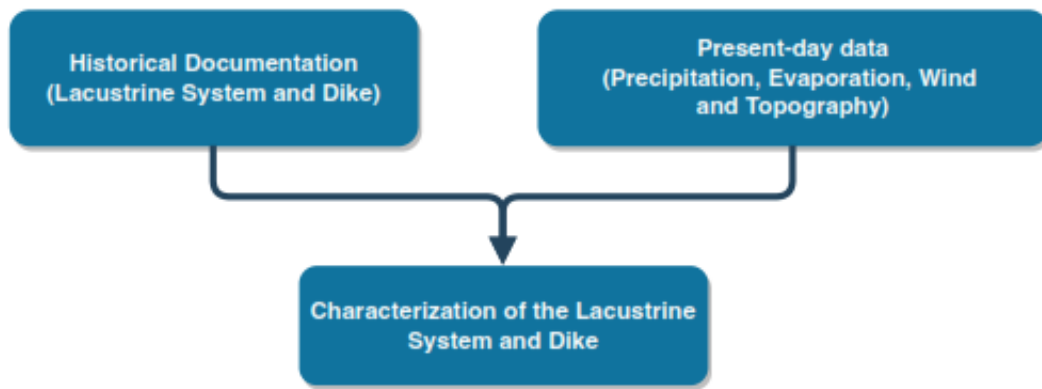 Historical Documentation
(Lacustrine System and Dike)
Present-day data
(Precipitation, Evaporation, Wind
and Topography)
Characterization of the Lacustrine
System and Dike